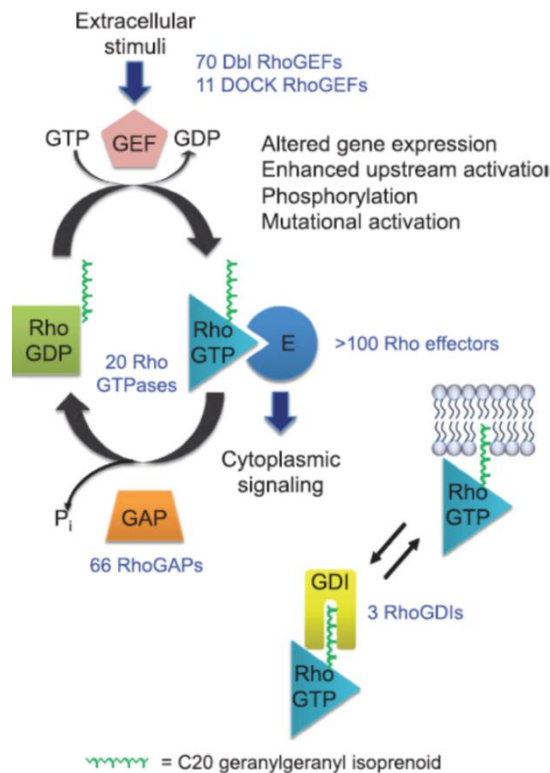 Extracellular
stimuli
70 Dbl RhoGEFs
11 DOCK RhoGEFs
GTP
GEF
GDP
Altered gene expression
Enhanced upstream activation
Phosphorylation
Mutational activation
Rho
GDP
20 Rho
GTPases
Rho
GTP
E
>100 Rho effectors
Cytoplasmic
signaling
Pi
GAP
66 RhoGAPs
Rho
GTP
GDI
3 RhoGDIs
Rho
GTP
= C20 geranylgeranyl isoprenoid